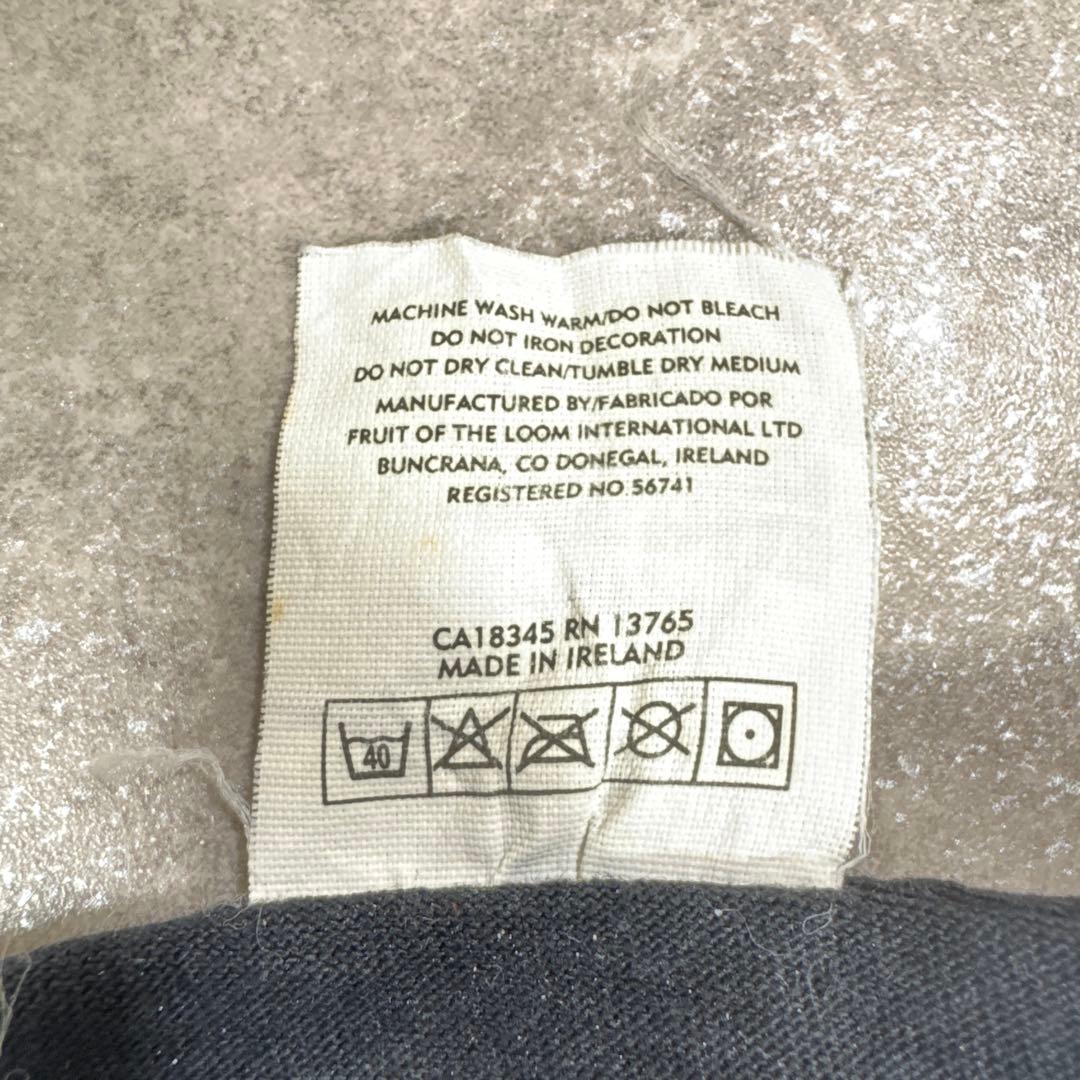 MACHINE WASH WARM/DO NOT BLEACH
DO NOT IRON DECORATION
DO NOT DRY CLEAN/TUMBLE DRY MEDIUM
MANUFACTURED BY/FABRICADO POR
FRUIT OF THE LOOM INTERNATIONAL LTD
BUNCRANA, CO DONEGAL, IRELAND
REGISTERED NO 56741
CA18345 RN 13765
MADE IN IRELAND
40